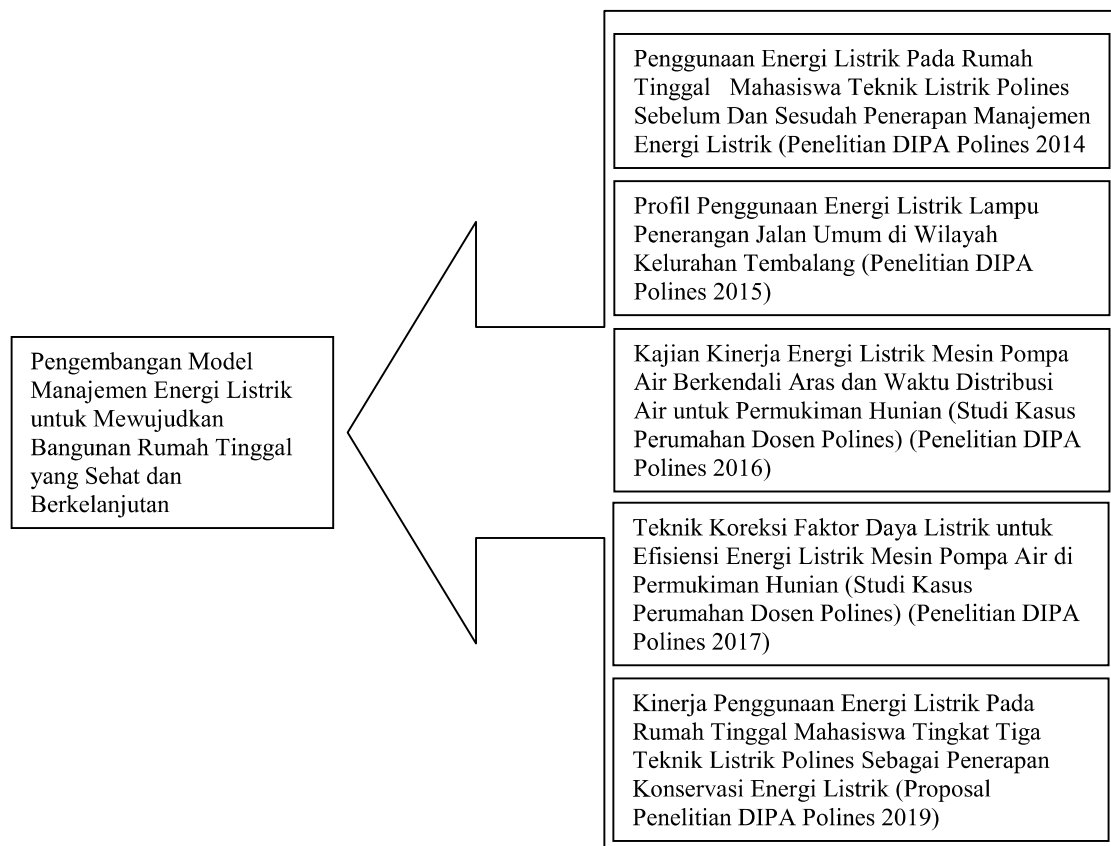 Penggunaan Energi Listrik Pada Rumah
Tinggal Mahasiswa Teknik Listrik Polines
Sebelum Dan Sesudah Penerapan Manajemen
Energi Listrik (Penelitian DIPA Polines 2014
Profil Penggunaan Energi Listrik Lampu
Penerangan Jalan Umum di Wilayah
Kelurahan Tembalang (Penelitian DIPA
Polines 2015)
Pengembangan Model
Manajemen Energi Listrik
untuk Mewujudkan
Bangunan Rumah Tinggal
yang Sehat dan
Berkelanjutan
Kajian Kinerja Energi Listrik Mesin Pompa
Air Berkendali Aras dan Waktu Distribusi
Air untuk Permukiman Hunian (Studi Kasus
Perumahan Dosen Polines) (Penelitian DIPA
Polines 2016)
Teknik Koreksi Faktor Daya Listrik untuk
Efisiensi Energi Listrik Mesin Pompa Air di
Permukiman Hunian (Studi Kasus
Perumahan Dosen Polines) (Penelitian DIPA
Polines 2017)
Kinerja Penggunaan Energi Listrik Pada
Rumah Tinggal Mahasiswa Tingkat Tiga
Teknik Listrik Polines Sebagai Penerapan
Konservasi Energi Listrik (Proposal
Penelitian DIPA Polines 2019)